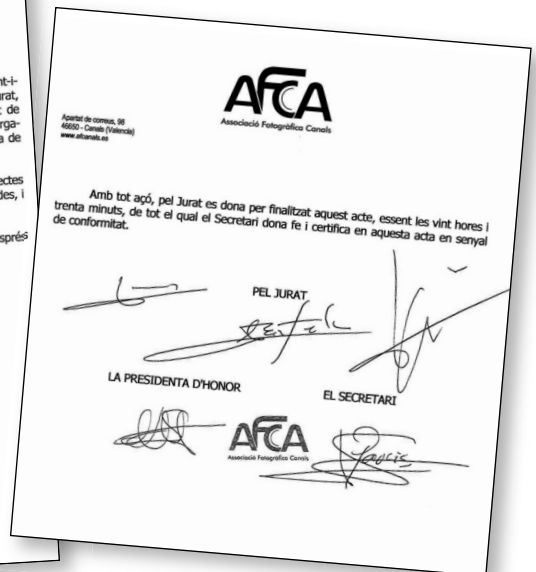 nt-i-
urat,
de
rga-
a de
ectes
des, i
sprés
AFCA
Associació Fotogràfica Canals
Apartat de correus, 98
46650 - Canals (Valencia)
www.afcanals.es
Amb tot açó, pel Jurat es dona per finalitzat aquest acte, essent les vint hores i
trenta minuts, de tot el qual el Secretari dona fe i certifica en aquesta acta en senyal
de conformitat.
PEL JURAT
LA PRESIDENTA D'HONOR
EL SECRETARI
AFCA
Associació Fotogràfica Canals